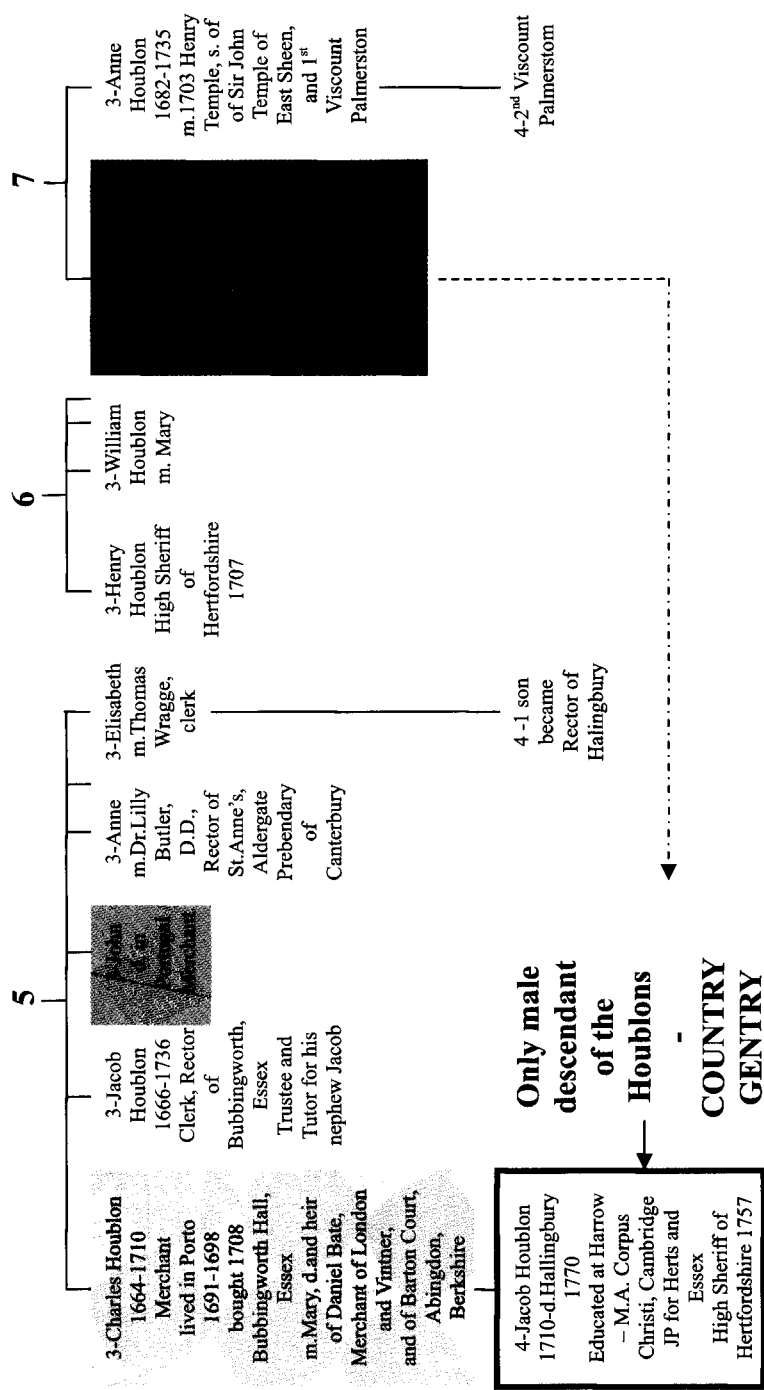 5
6
7
3-Charles Houblon
1664-1710
Merchant
lived in Porto
1691-1698
bought 1708
Bubbingworth Hall,
Essex
m.Mary, d.and heir
of Daniel Bate,
Merchant of London
and Vintner,
and of Barton Court,
Abingdon,
Berkshire
3-Jacob
Houblon
1666-1736
Clerk, Rector
of
Bubbingworth,
Essex
Trustee and
Tutor for his
nephew Jacob
3-John
d. in
Portugal
Merchant
3-Anne
m.Dr.Lilly
Butler,
D.D.,
Rector of
St.Anne's,
Aldergate
Prebendary
of
Canterbury
3-Elisabeth
m.Thomas
Wragge,
clerk
3-Henry
Houblon
High Sheriff
of
Hertfordshire
1707
3-William
Houblon
m. Mary
3-Anne
Houblon
1682-1735
m.1703 Henry
Temple, s. of
of Sir John
Temple of
East Sheen,
and 1st
Viscount
Palmerston
4-Jacob Houblon
1710-d.Hallingbury
1770
Educated at Harrow
– M.A. Corpus
Christi, Cambridge
JP for Herts and
Essex
High Sheriff of
Hertfordshire 1757
Only male
descendant
of the
Houblons
-
COUNTRY
GENTRY
4 -1 son
became
Rector of
Halingbury
4-2nd Viscount
Palmerstom